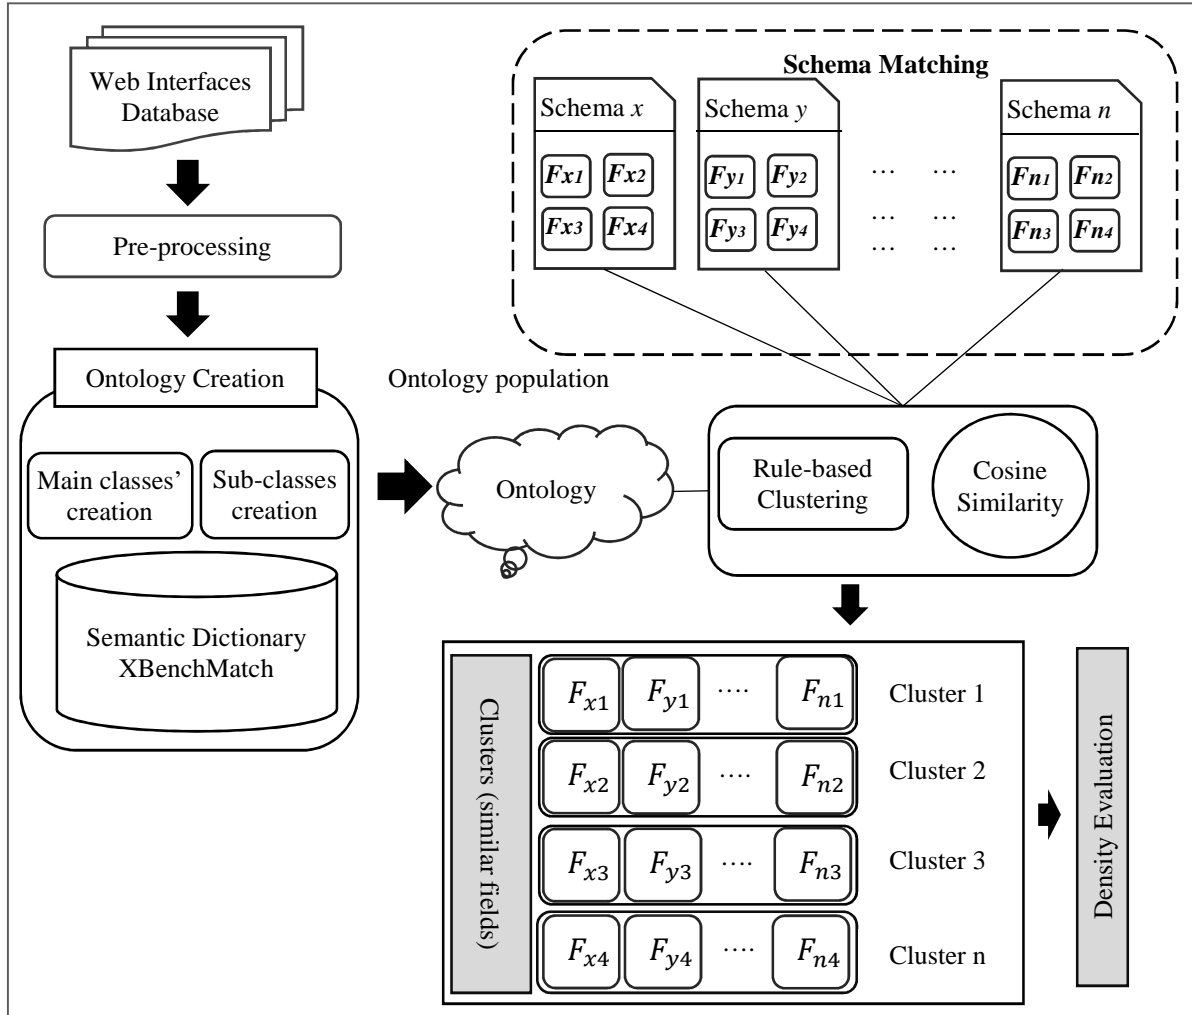 Web Interfaces
Database
Pre-processing
Ontology Creation
Main classes’
creation
Sub-classes
creation
Semantic Dictionary
XBenchMatch
Schema Matching
Schema x
Fx1 Fx2
Fx3 Fx4
Schema y
Fy1 Fy2
Fy3 Fy4
... ...
... ...
... ...
Schema n
Fn1 Fn2
Fn3 Fn4
Ontology population
Ontology
Rule-based
Clustering
Cosine
Similarity
Clusters (similar
fields)
Fx1 Fy1 .... Fn1 Cluster 1
Fx2 Fy2 .... Fn2 Cluster 2
Fx3 Fy3 .... Fn3 Cluster 3
Fx4 Fy4 .... Fn4 Cluster n
Density Evaluation